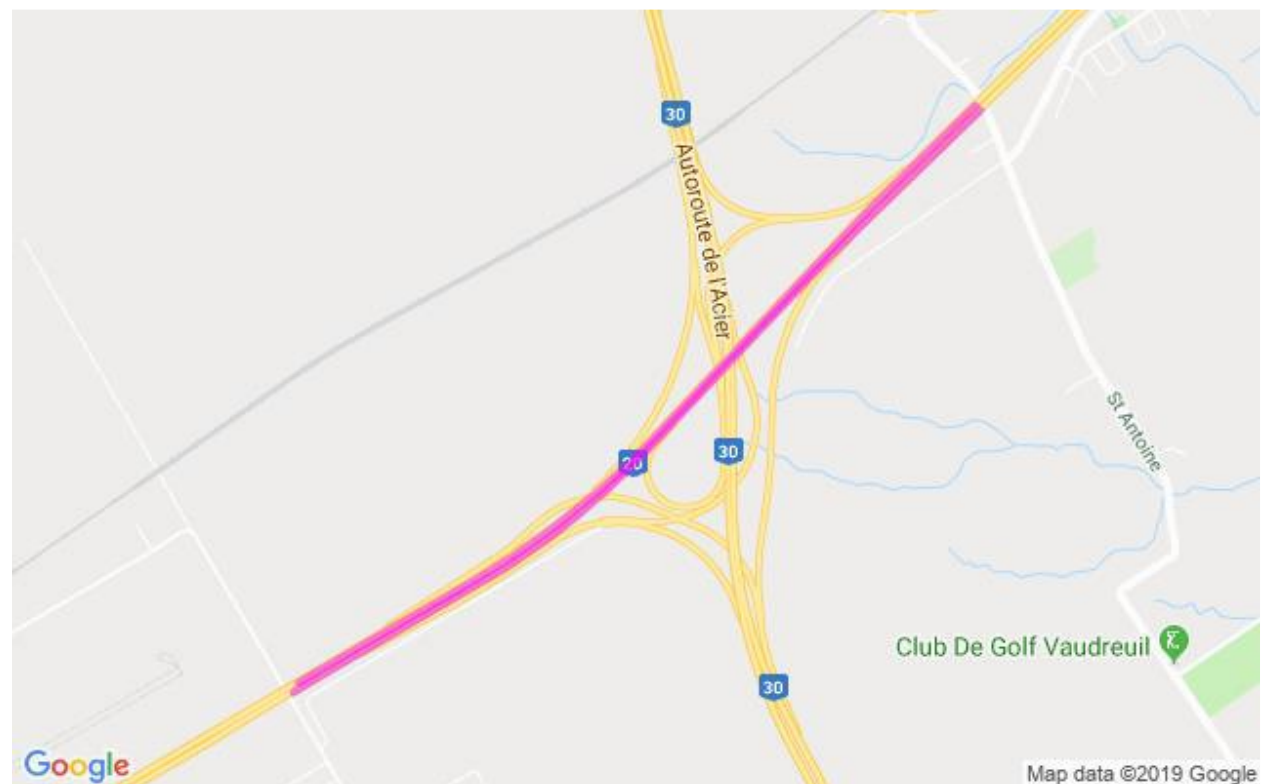 30
Autoroute de l'Acier
20
30
St Antoine
Club De Golf Vaudreuil
30
Google
Map data ©2019 Google